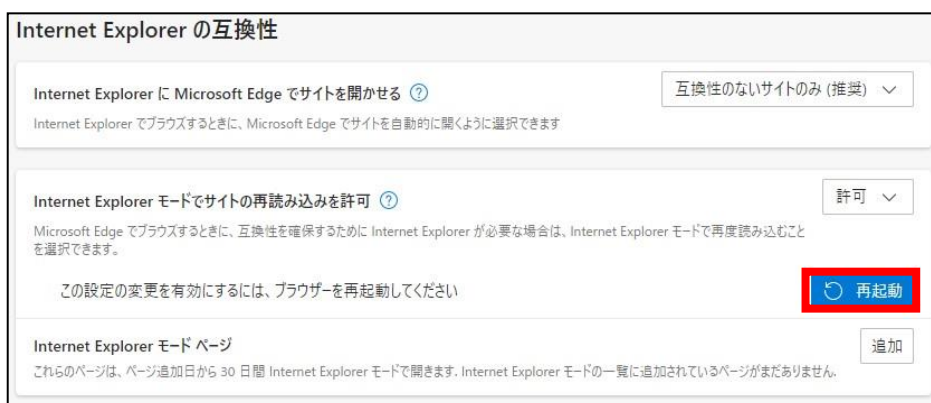 Internet Explorer の互換性
Internet Explorer に Microsoft Edge でサイトを開かせる ?
互換性のないサイトのみ (推奨)
Internet Explorer でブラウズするときに、Microsoft Edge でサイトを自動的に開くように選択できます
Internet Explorer モードでサイトの再読み込みを許可 ?
許可
Microsoft Edge でブラウズするときに、互換性を確保するために Internet Explorer が必要な場合は、Internet Explorer モードで再度読み込むこと
を選択できます。
この設定の変更を有効にするには、ブラウザーを再起動してください
再起動
Internet Explorer モード ページ
追加
これらのページは、ページ追加日から 30 日間 Internet Explorer モードで開きます. Internet Explorer モードの一覧に追加されているページがまだありません.